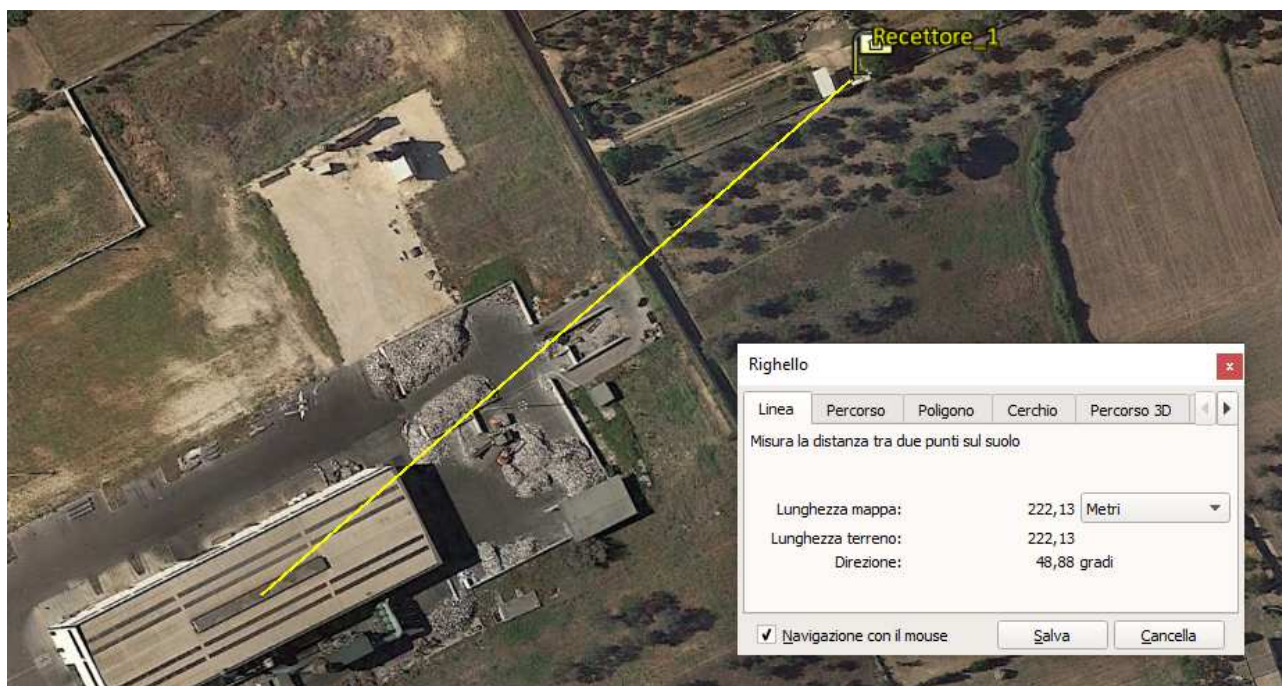 Recettore_1
Righello
x
Linea Percorso Poligono Cerchio Percorso 3D
Misura la distanza tra due punti sul suolo
Lunghezza mappa: 222,13 Metri
Lunghezza terreno: 222,13
Direzione: 48,88 gradi
Navigazione con il mouse Salva Cancella